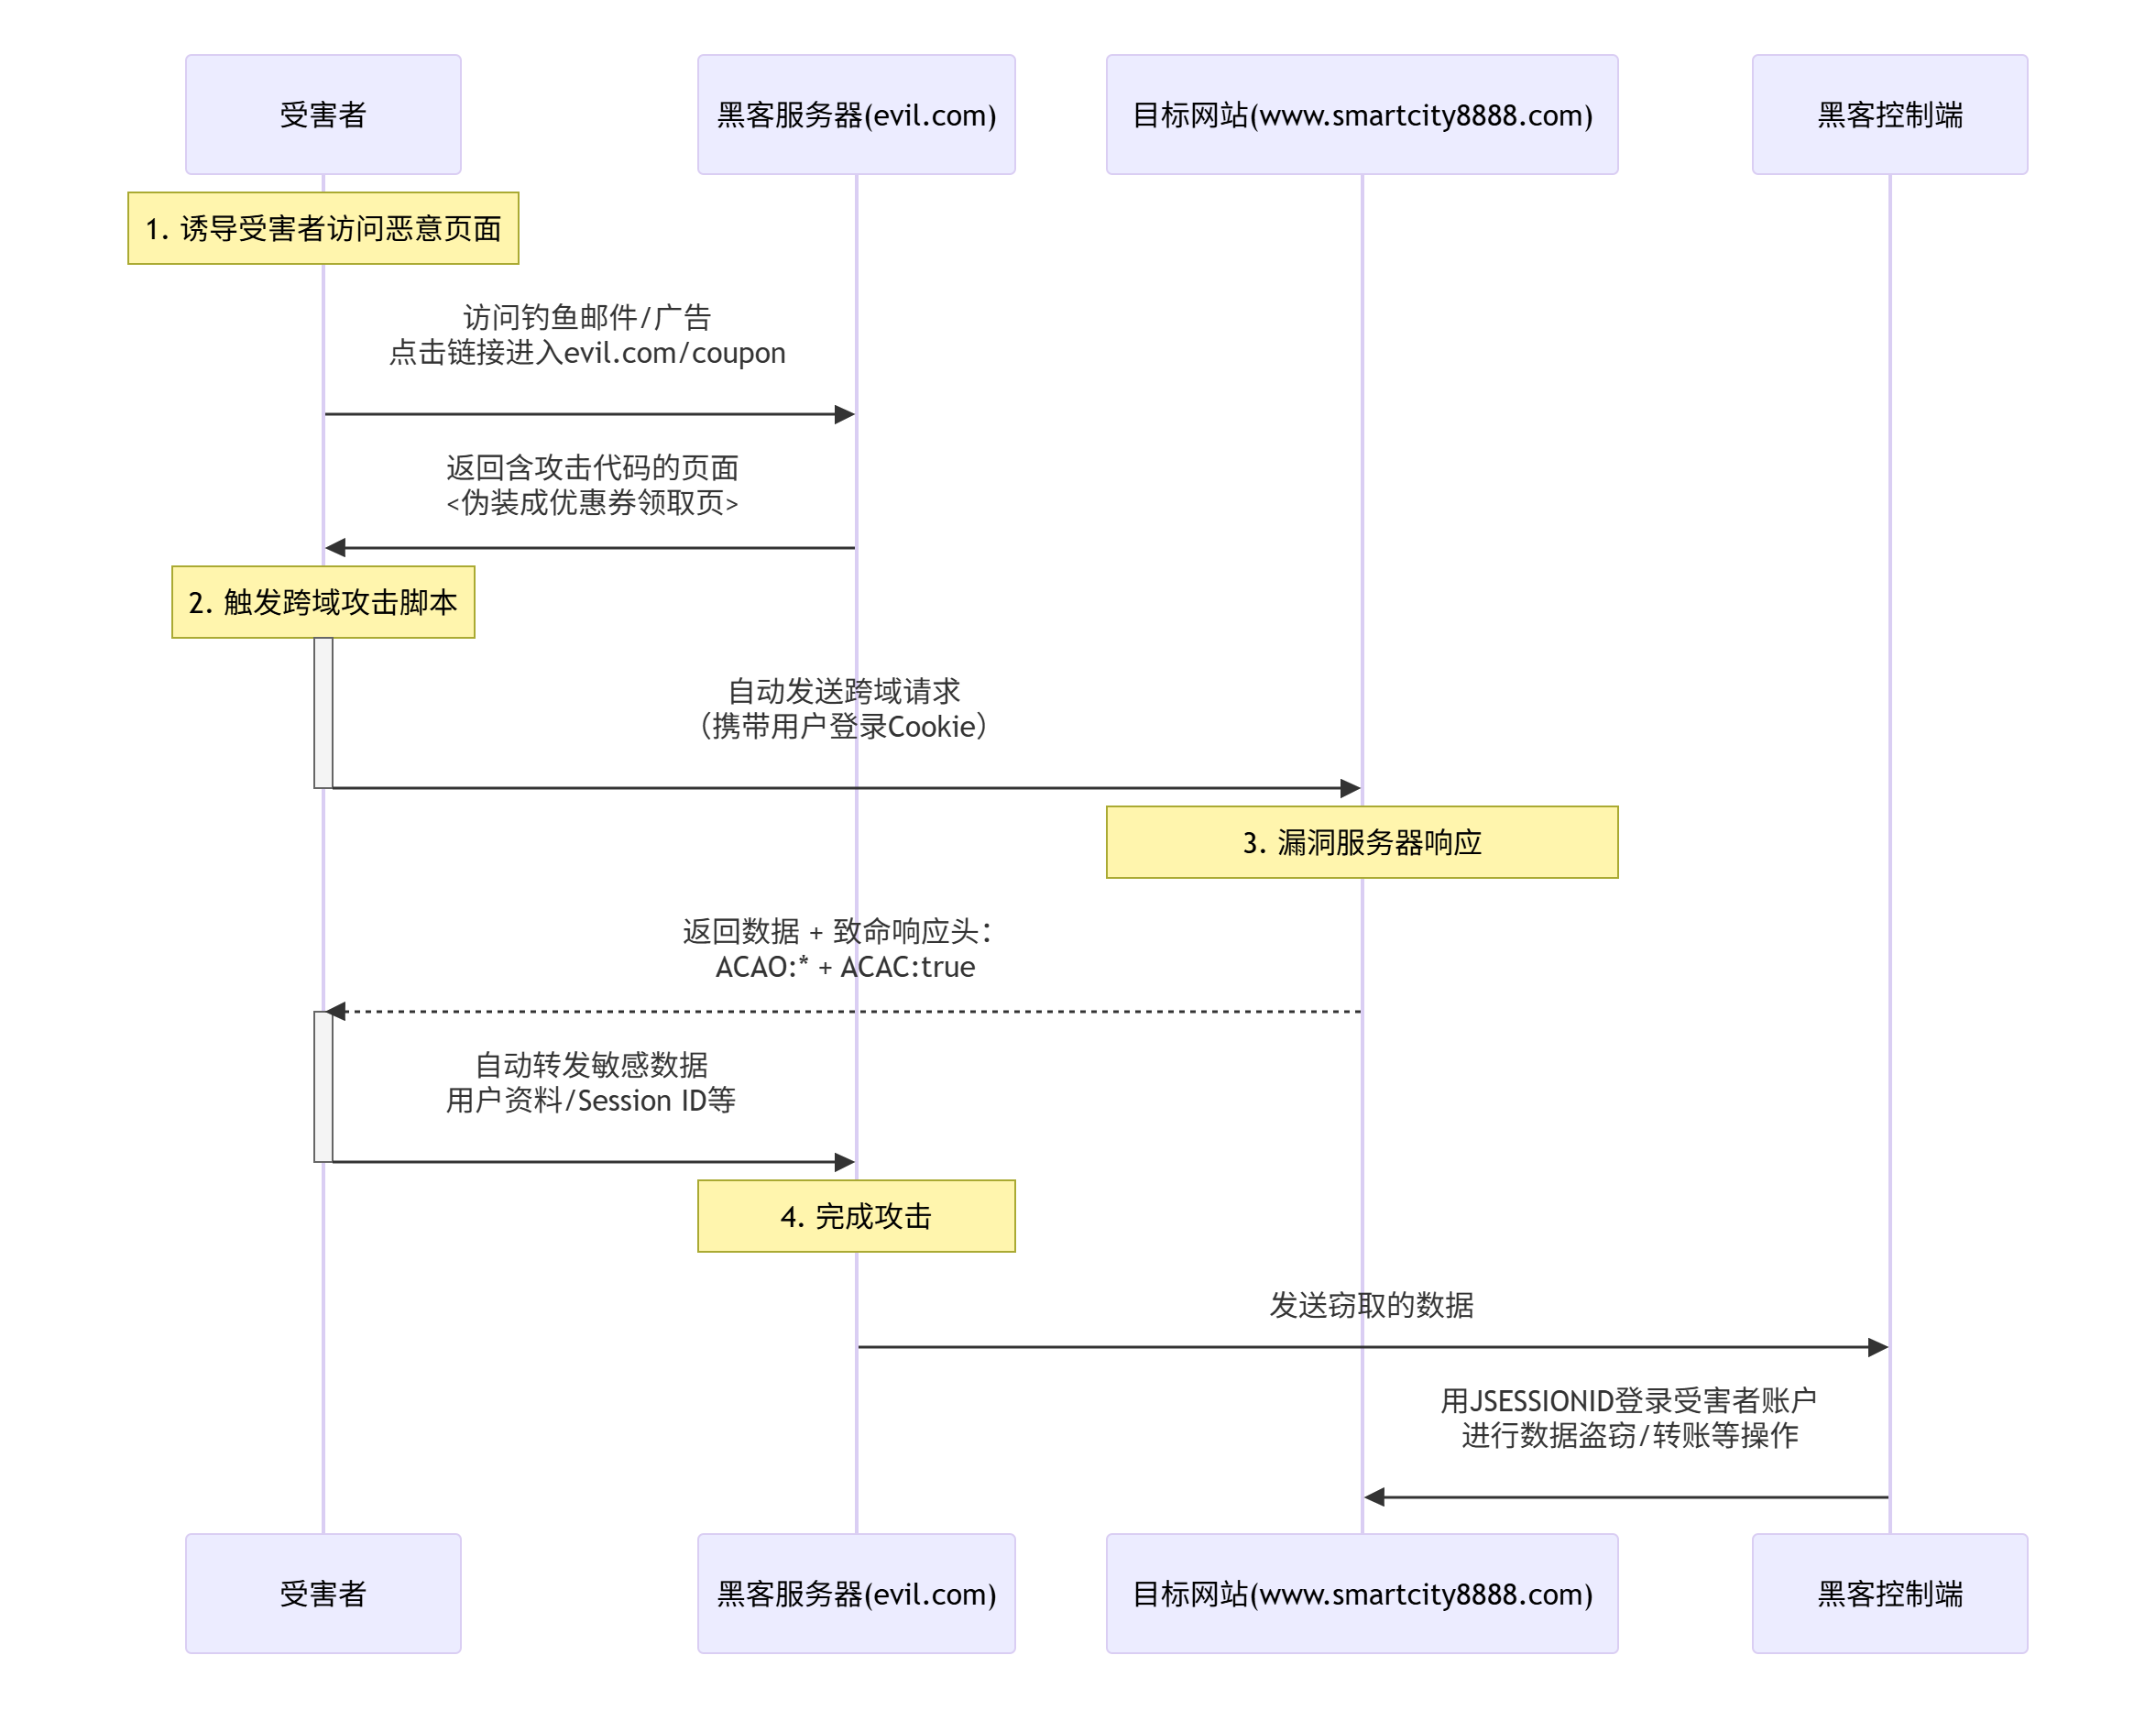 受害者
黑客服务器(evil.com)
目标网站(www.smartcity8888.com)
黑客控制端
1. 诱导受害者访问恶意页面
访问钓鱼邮件/广告
点击链接进入evil.com/coupon
返回含攻击代码的页面
<伪装成优惠券领取页>
2. 触发跨域攻击脚本
自动发送跨域请求
（携带用户登录Cookie）
3. 漏洞服务器响应
返回数据 + 致命响应头：
ACAO:* + ACAC:true
自动转发敏感数据
用户资料/Session ID等
4. 完成攻击
发送窃取的数据
用JSESSIONID登录受害者账户
进行数据盗窃/转账等操作
受害者
黑客服务器(evil.com)
目标网站(www.smartcity8888.com)
黑客控制端